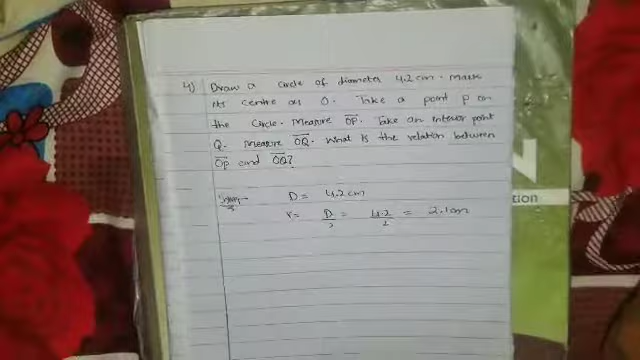 4) Draw a circle of diameter 4.2 cm. Mark
its centre as O. Take a point P on
the circle. Measure OP. Take an interior point
Q. Measure OQ. What is the relation between
OP and OQ?
D = 4.2 cm
r = D/2 = 4.2/2 = 2.1 cm
tion